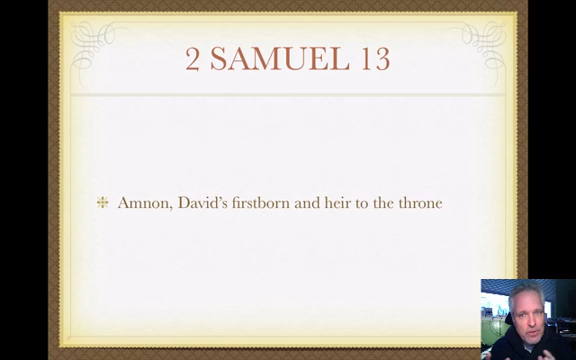 2 SAMUEL 13
Amnon, David's firstborn and heir to the throne